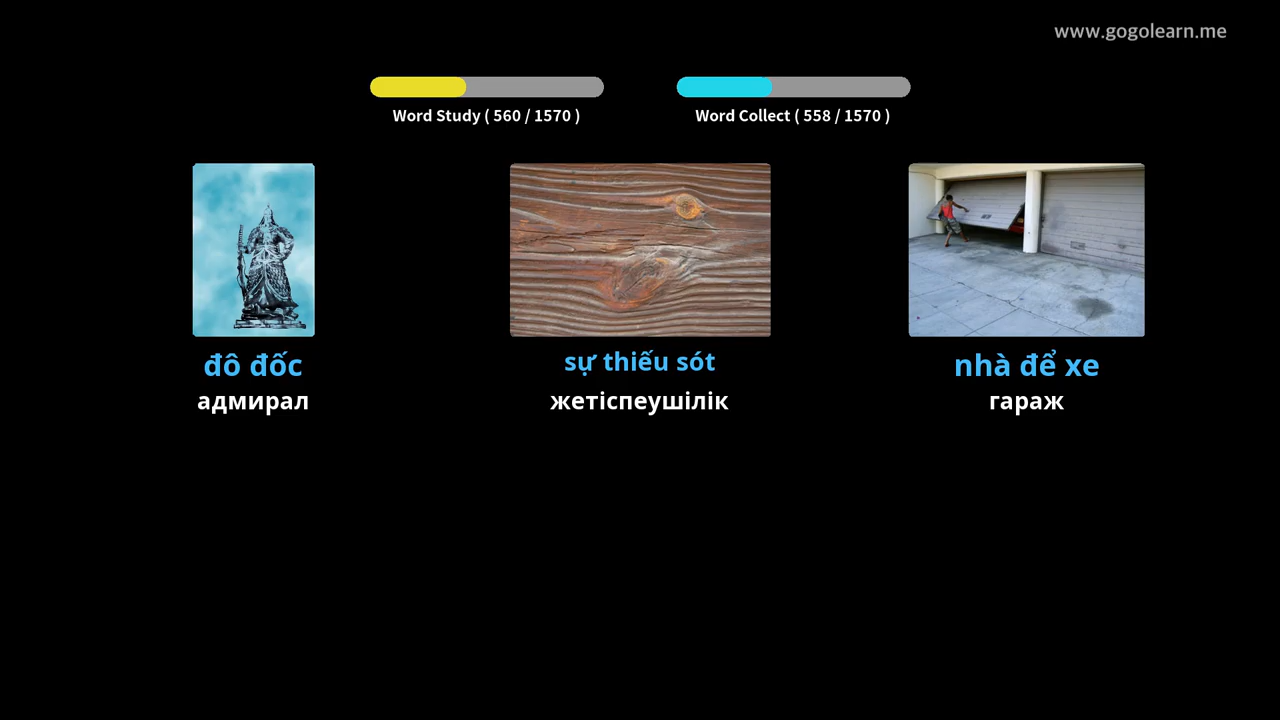 www.gogolearn.me
Word Study ( 560 / 1570 )
Word Collect ( 558 / 1570 )
đô đốc
адмирал
sự thiếu sót
жетіспеушілік
nhà để xe
гараж